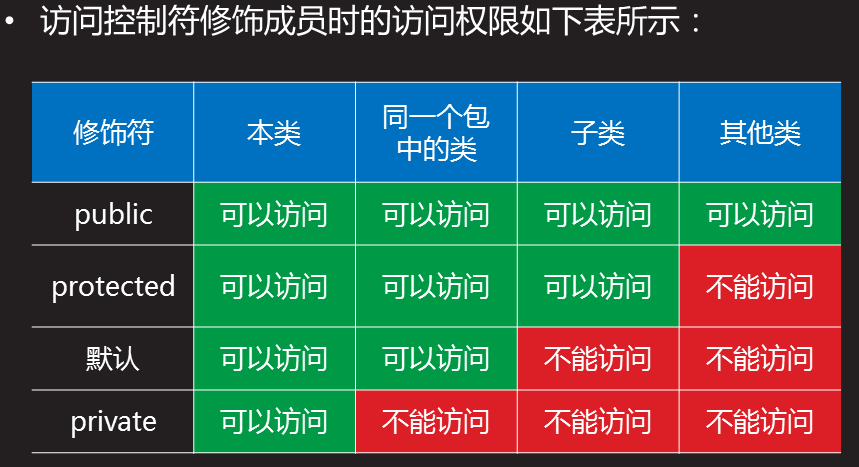 • 访问控制符修饰成员时的访问权限如下表所示：
修饰符 本类 同一个包中的类 子类 其他类
public 可以访问 可以访问 可以访问 可以访问
protected 可以访问 可以访问 可以访问 不能访问
默认 可以访问 可以访问 不能访问 不能访问
private 可以访问 不能访问 不能访问 不能访问